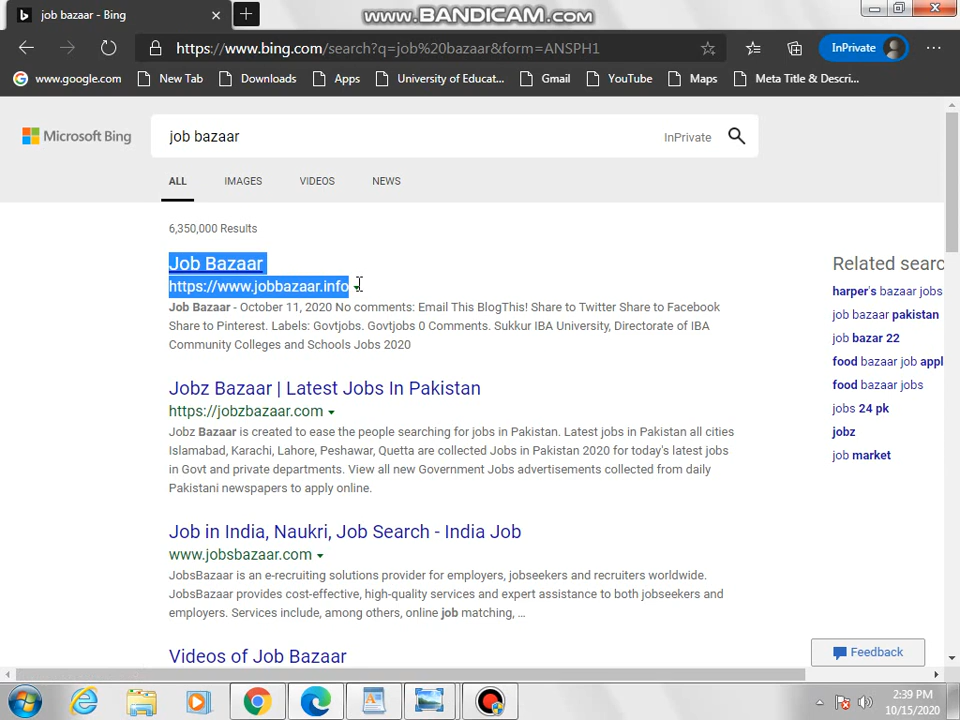 job bazaar - Bing
www.BANDICAM.com
https://www.bing.com/search?q=job%20bazaar&form=ANSPH1
InPrivate
www.google.com
New Tab
Downloads
Apps
University of Educat...
Gmail
YouTube
Maps
Meta Title & Descri...
Microsoft Bing
job bazaar
InPrivate
ALL
IMAGES
VIDEOS
NEWS
6,350,000 Results
Job Bazaar
https://www.jobbazaar.info
Job Bazaar - October 11, 2020 No comments: Email This BlogThis! Share to Twitter Share to Facebook
Share to Pinterest. Labels: Govtjobs. Govtjobs 0 Comments. Sukkur IBA University, Directorate of IBA
Community Colleges and Schools Jobs 2020
Jobz Bazaar | Latest Jobs In Pakistan
https://jobzbazaar.com
Jobz Bazaar is created to ease the people searching for jobs in Pakistan. Latest jobs in Pakistan all cities
Islamabad, Karachi, Lahore, Peshawar, Quetta are collected Jobs in Pakistan 2020 for today's latest jobs
in Govt and private departments. View all new Government Jobs advertisements collected from daily
Pakistani newspapers to apply online.
Job in India, Naukri, Job Search - India Job
www.jobsbazaar.com
JobsBazaar is an e-recruiting solutions provider for employers, jobseekers and recruiters worldwide.
JobsBazaar provides cost-effective, high-quality services and expert assistance to both jobseekers and
employers. Services include, among others, online job matching, …
Videos of Job Bazaar
Related searc
harper's bazaar jobs
job bazaar pakistan
job bazar 22
food bazaar job appl
food bazaar jobs
jobs 24 pk
jobz
job market
Feedback
2:39 PM
10/15/2020